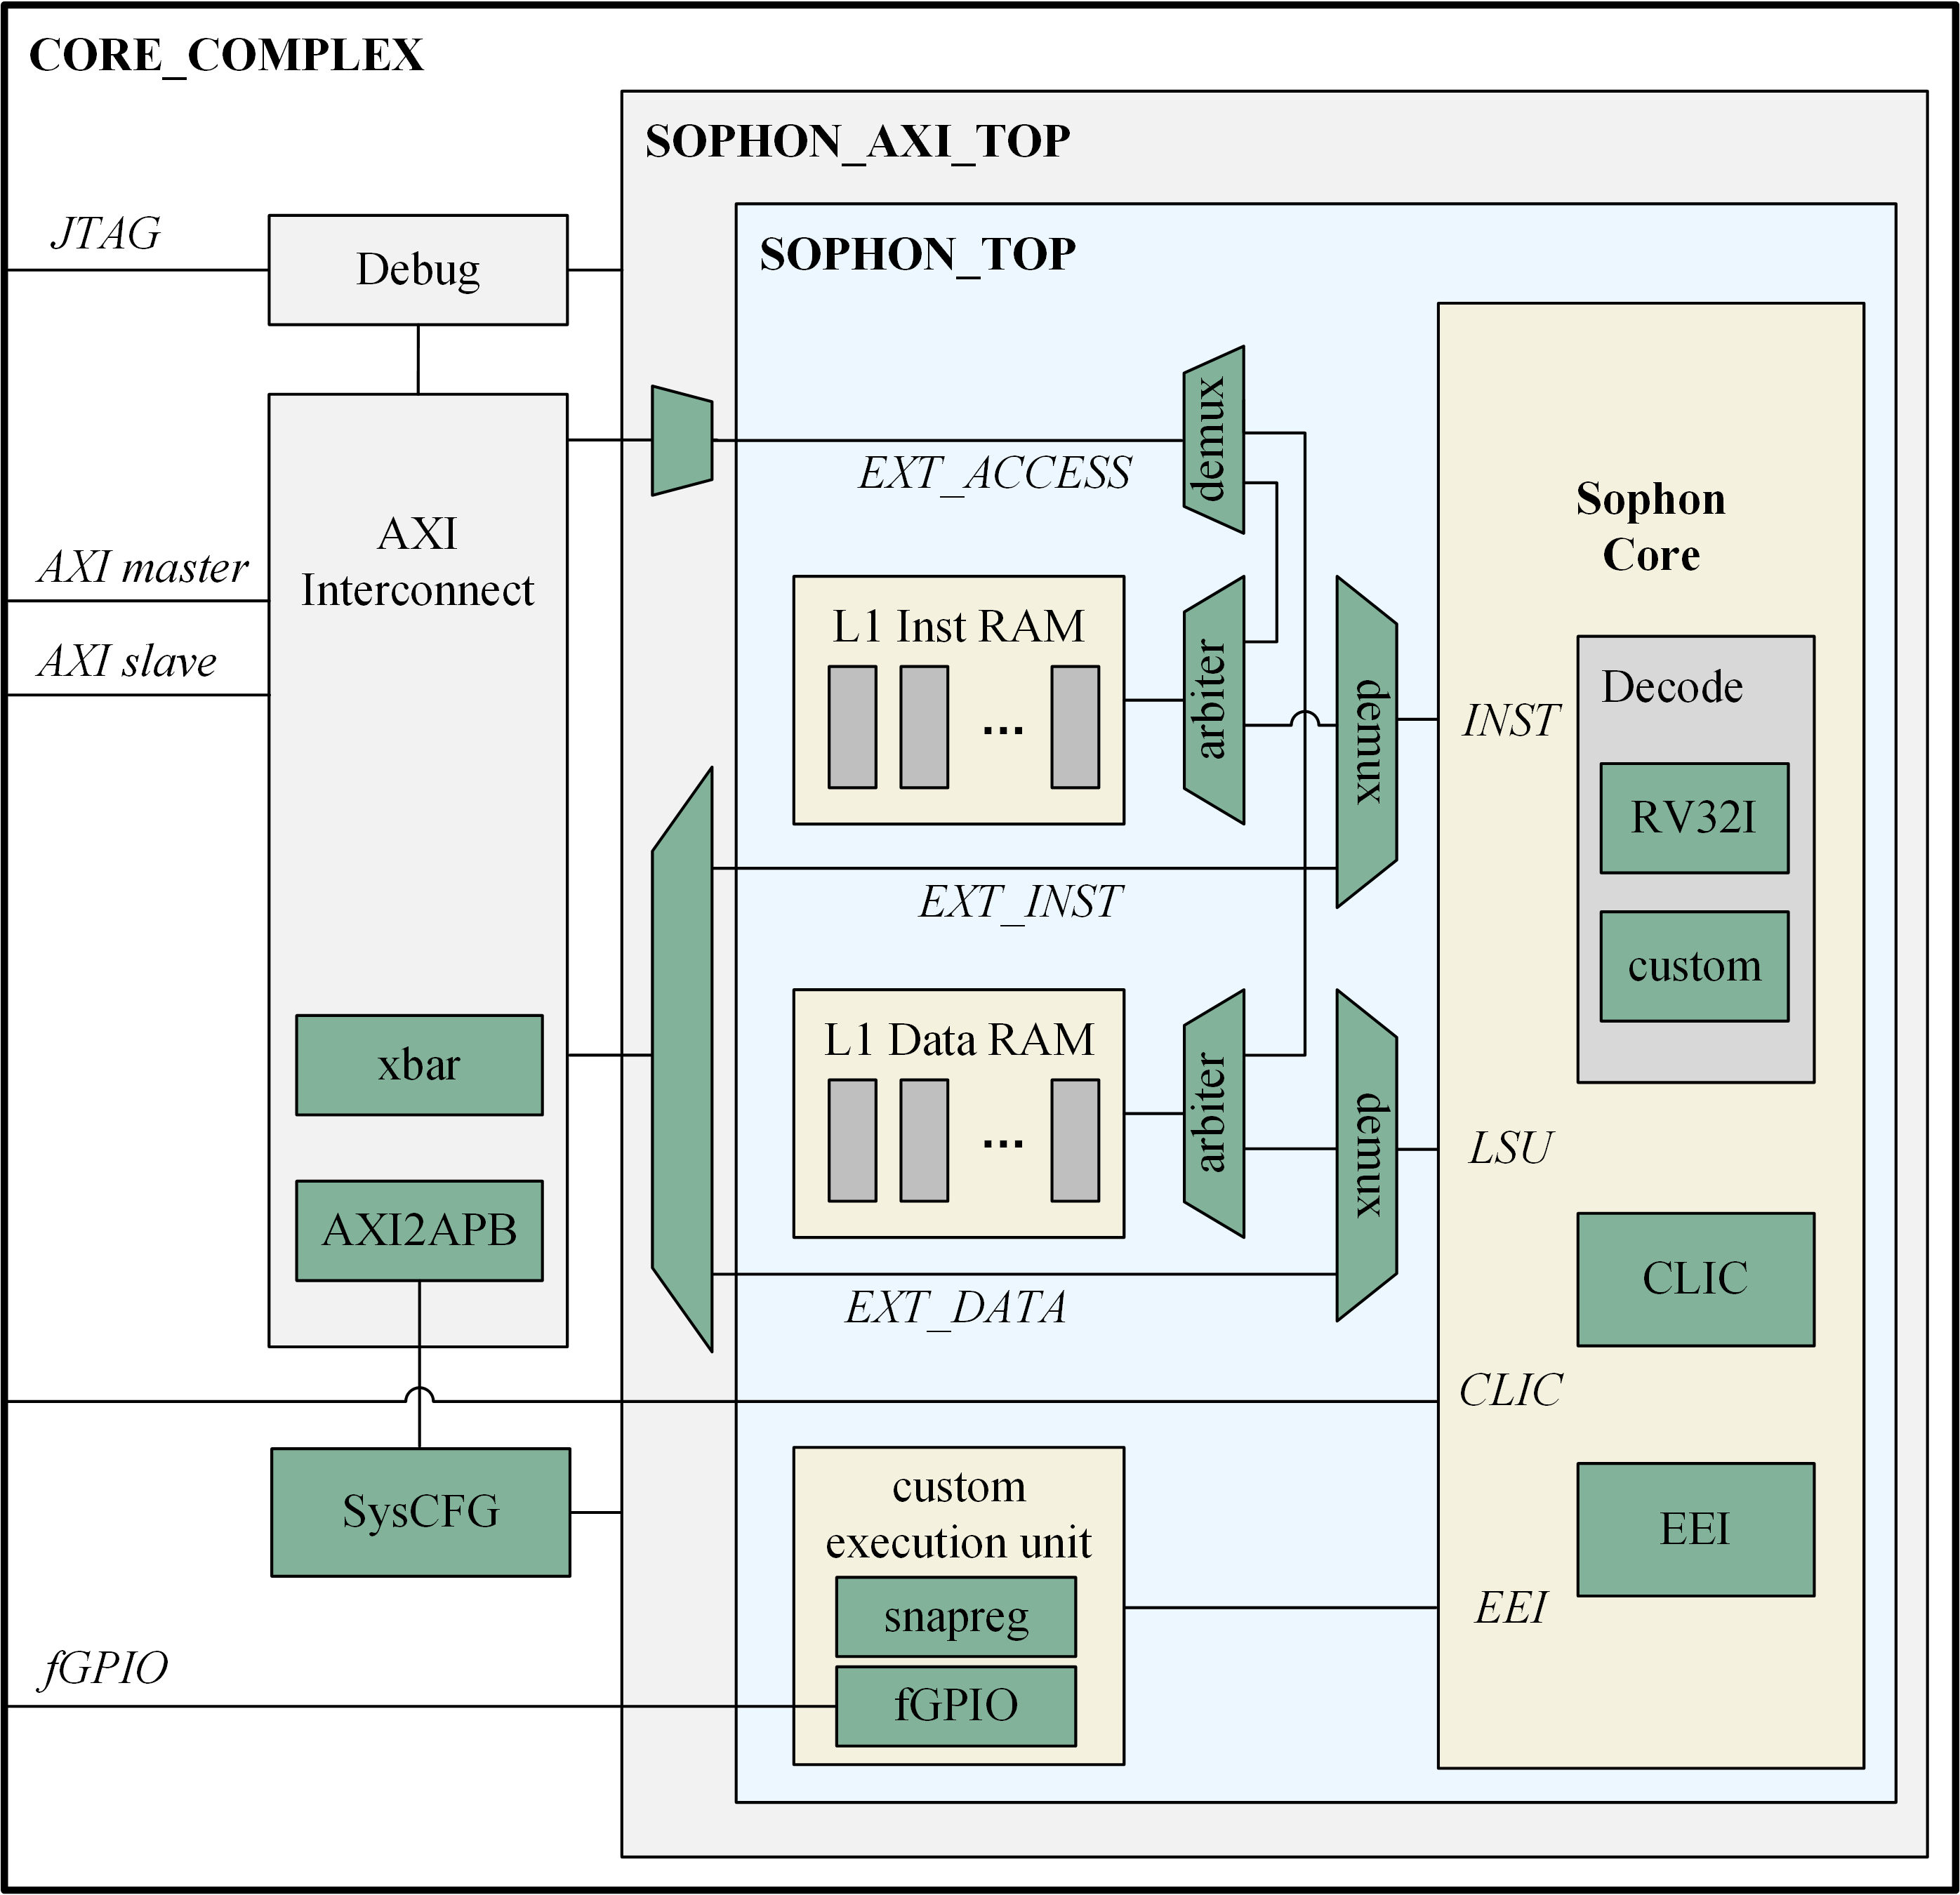 CORE_COMPLEX
SOPHON_AXI_TOP
SOPHON_TOP
JTAG
Debug
demux
EXT_ACCESS
AXI
Interconnect
AXI master
AXI slave
Sophon
Core
L1 Inst RAM
...
arbiter
demux
INST
Decode
RV32I
custom
EXT_INST
L1 Data RAM
...
arbiter
demux
LSU
xbar
AXI2APB
CLIC
EXT_DATA
CLIC
SysCFG
custom
execution unit
snapreg
fGPIO
EEI
EEI
fGPIO